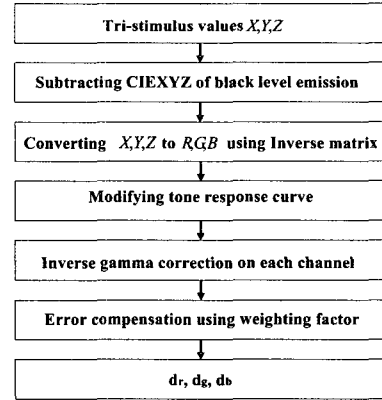 Tri-stimulus values X,Y,Z
Subtracting CIEXYZ of black level emission
Converting X,Y,Z to R,G,B using Inverse matrix
Modifying tone response curve
Inverse gamma correction on each channel
Error compensation using weighting factor
dr, dg, db